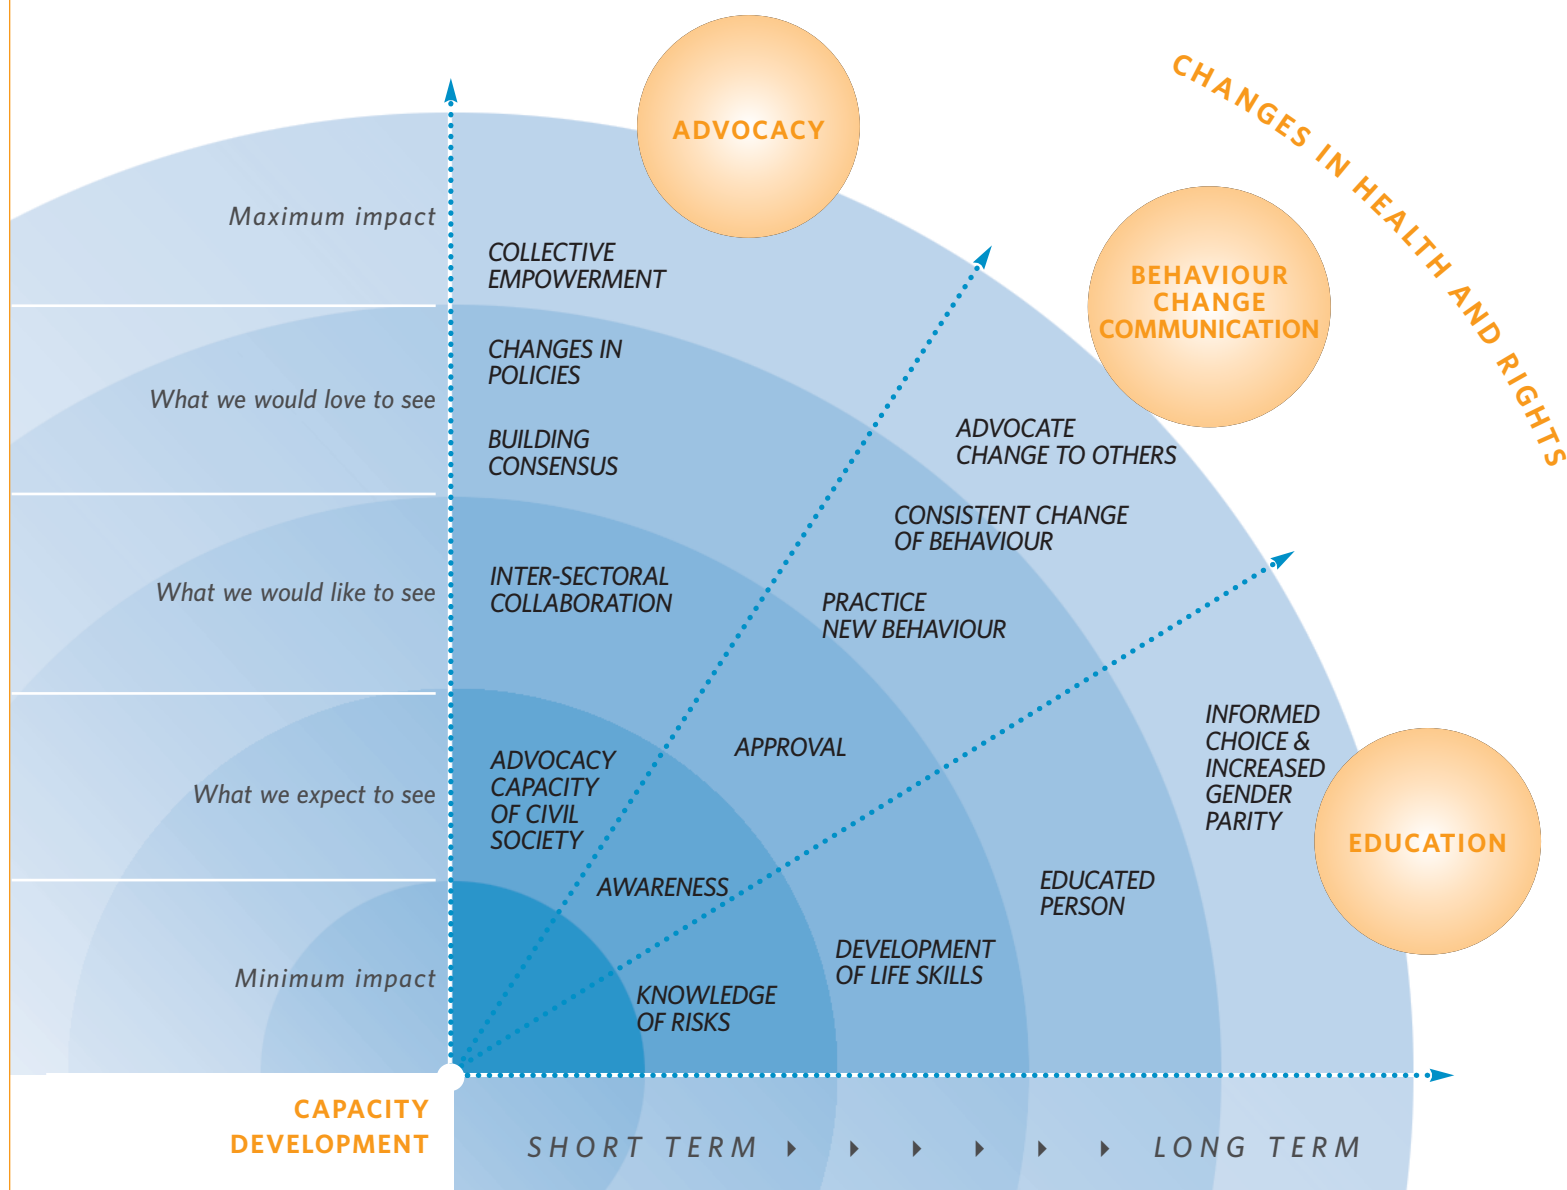 ADVOCACY
CHANGES IN HEALTH AND RIGHTS
BEHAVIOUR
CHANGE
COMMUNICATION
Maximum impact
COLLECTIVE
EMPOWERMENT
What we would love to see
CHANGES IN
POLICIES
BUILDING
CONSENSUS
ADVOCATE
CHANGE TO OTHERS
CONSISTENT CHANGE
OF BEHAVIOUR
What we would like to see
INTER-SECTORAL
COLLABORATION
PRACTICE
NEW BEHAVIOUR
INFORMED
CHOICE &
INCREASED
GENDER
PARITY
EDUCATION
What we expect to see
ADVOCACY
CAPACITY
OF CIVIL
SOCIETY
APPROVAL
AWARENESS
EDUCATED
PERSON
Minimum impact
KNOWLEDGE
OF RISKS
DEVELOPMENT
OF LIFE SKILLS
CAPACITY
DEVELOPMENT
SHORT TERM
LONG TERM